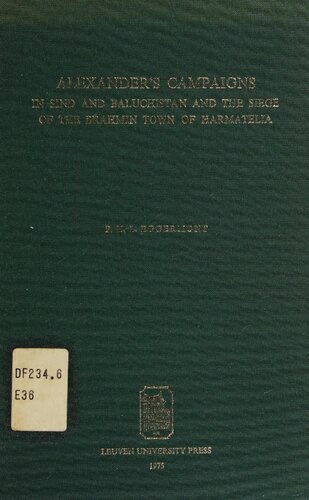 ALEXANDER'S CAMPAIGNS
IN SIND AND BALUCHISTAN AND THE SIEGE
OF THE BRAHMIN TOWN OF HARMATELIA
P. H. L. EGGERMONT
DF234.6
E36
LEUVEN UNIVERSITY PRESS
1975